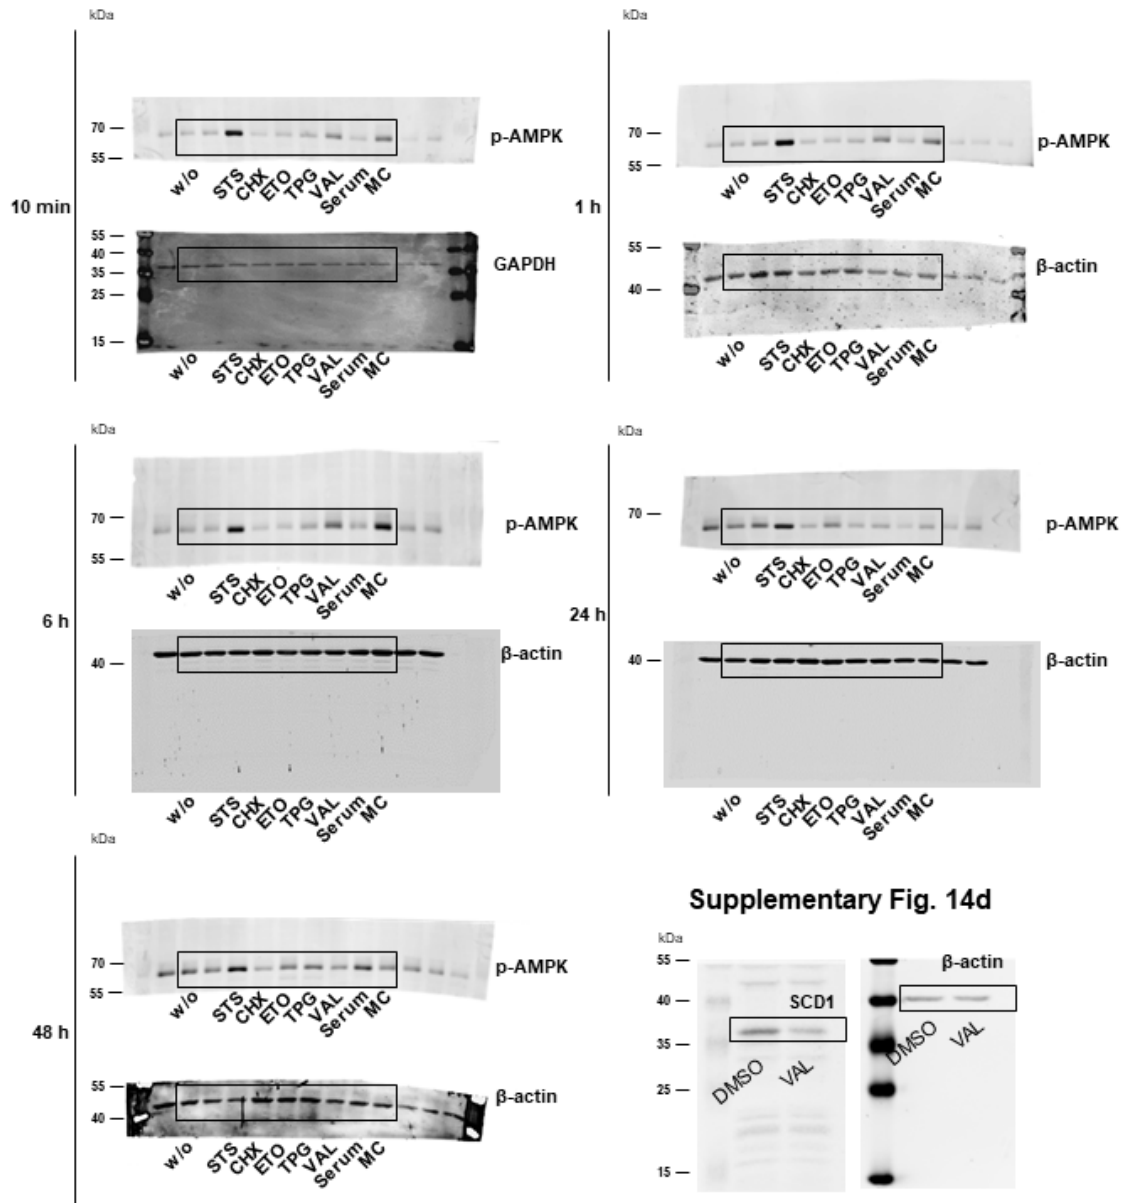 kDa
70
55
p-AMPK
w/o STS CHX ETO TPG VAL Serum MC
10 min
55
40
35
25
15
GAPDH
w/o STS CHX ETO TPG VAL Serum MC
kDa
70
55
p-AMPK
w/o STS CHX ETO TPG VAL Serum MC
1 h
55
40
β-actin
w/o STS CHX ETO TPG VAL Serum MC
kDa
70
55
p-AMPK
w/o STS CHX ETO TPG VAL Serum MC
6 h
40
β-actin
w/o STS CHX ETO TPG VAL Serum MC
kDa
70
p-AMPK
w/o STS CHX ETO TPG VAL Serum MC
24 h
40
β-actin
w/o STS CHX ETO TPG VAL Serum MC
kDa
70
55
p-AMPK
w/o STS CHX ETO TPG VAL Serum MC
48 h
55
40
β-actin
w/o STS CHX ETO TPG VAL Serum MC
Supplementary Fig. 14d
kDa
55
40
35
25
15
SCD1
DMSO VAL
β-actin
DMSO VAL